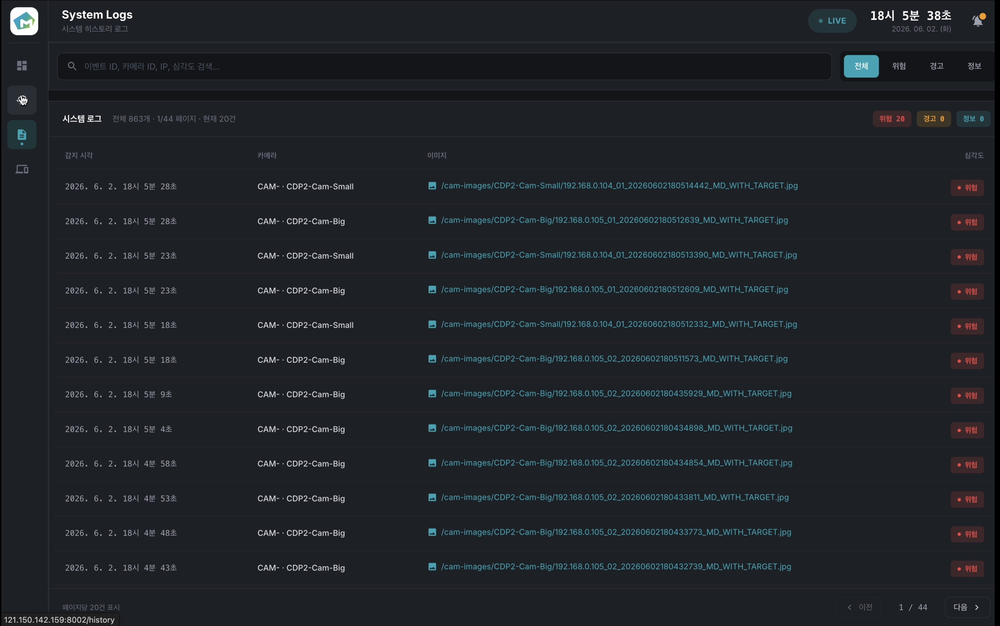 System Logs
시스템 히스토리 로그
LIVE
18시 5분 38초
2026. 06. 02. (화)
이벤트 ID, 카메라 ID, IP, 심각도 검색...
전체 위험 경고 정보
시스템 로그 전체 863개 · 1/44 페이지 · 현재 20건 위험 20 경고 0 정보 0
감지 시각 카메라 이미지 심각도
2026. 6. 2. 18시 5분 28초 CAM- · CDP2-Cam-Small /cam-images/CDP2-Cam-Small/192.168.0.104_01_20260602180514442_MD_WITH_TARGET.jpg 위험
2026. 6. 2. 18시 5분 28초 CAM- · CDP2-Cam-Big /cam-images/CDP2-Cam-Big/192.168.0.105_01_20260602180512639_MD_WITH_TARGET.jpg 위험
2026. 6. 2. 18시 5분 23초 CAM- · CDP2-Cam-Small /cam-images/CDP2-Cam-Small/192.168.0.104_01_20260602180513390_MD_WITH_TARGET.jpg 위험
2026. 6. 2. 18시 5분 23초 CAM- · CDP2-Cam-Big /cam-images/CDP2-Cam-Big/192.168.0.105_01_20260602180512609_MD_WITH_TARGET.jpg 위험
2026. 6. 2. 18시 5분 18초 CAM- · CDP2-Cam-Small /cam-images/CDP2-Cam-Small/192.168.0.104_01_20260602180512332_MD_WITH_TARGET.jpg 위험
2026. 6. 2. 18시 5분 18초 CAM- · CDP2-Cam-Big /cam-images/CDP2-Cam-Big/192.168.0.105_02_20260602180511573_MD_WITH_TARGET.jpg 위험
2026. 6. 2. 18시 5분 9초 CAM- · CDP2-Cam-Big /cam-images/CDP2-Cam-Big/192.168.0.105_02_20260602180435929_MD_WITH_TARGET.jpg 위험
2026. 6. 2. 18시 5분 4초 CAM- · CDP2-Cam-Big /cam-images/CDP2-Cam-Big/192.168.0.105_02_20260602180434898_MD_WITH_TARGET.jpg 위험
2026. 6. 2. 18시 4분 58초 CAM- · CDP2-Cam-Big /cam-images/CDP2-Cam-Big/192.168.0.105_02_20260602180434854_MD_WITH_TARGET.jpg 위험
2026. 6. 2. 18시 4분 53초 CAM- · CDP2-Cam-Big /cam-images/CDP2-Cam-Big/192.168.0.105_02_20260602180433811_MD_WITH_TARGET.jpg 위험
2026. 6. 2. 18시 4분 48초 CAM- · CDP2-Cam-Big /cam-images/CDP2-Cam-Big/192.168.0.105_02_20260602180433773_MD_WITH_TARGET.jpg 위험
2026. 6. 2. 18시 4분 43초 CAM- · CDP2-Cam-Big /cam-images/CDP2-Cam-Big/192.168.0.105_02_20260602180432739_MD_WITH_TARGET.jpg 위험
페이지당 20건 표시 이전 1 / 44 다음
121.150.142.159:8002/history